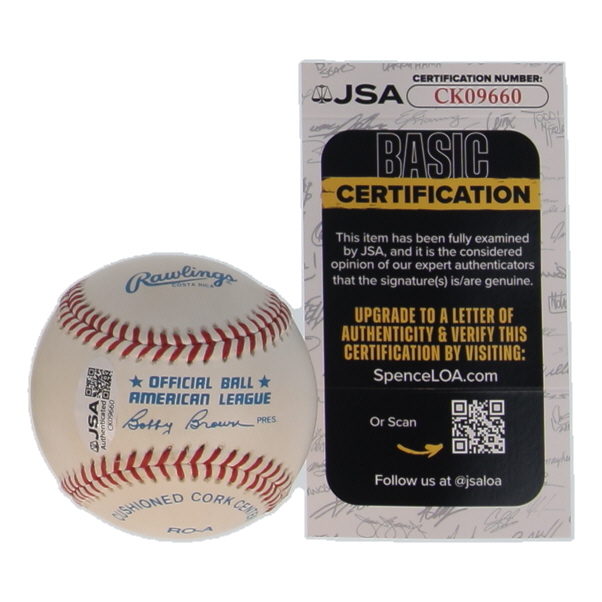 Rawlings
COSTA RICA
★ OFFICIAL BALL ★
AMERICAN LEAGUE
Bobby Brown PRES.
CUSHIONED CORK CENTER
RO-A
JSA
Authenticated
CK09660
JSA
CERTIFICATION NUMBER:
CK09660
BASIC
CERTIFICATION
This item has been fully examined
by JSA, and it is the considered
opinion of our expert authenticators
that the signature(s) is/are genuine.
UPGRADE TO A LETTER OF
AUTHENTICITY & VERIFY THIS
CERTIFICATION BY VISITING:
SpenceLOA.com
Or Scan
Follow us at @jsaloa